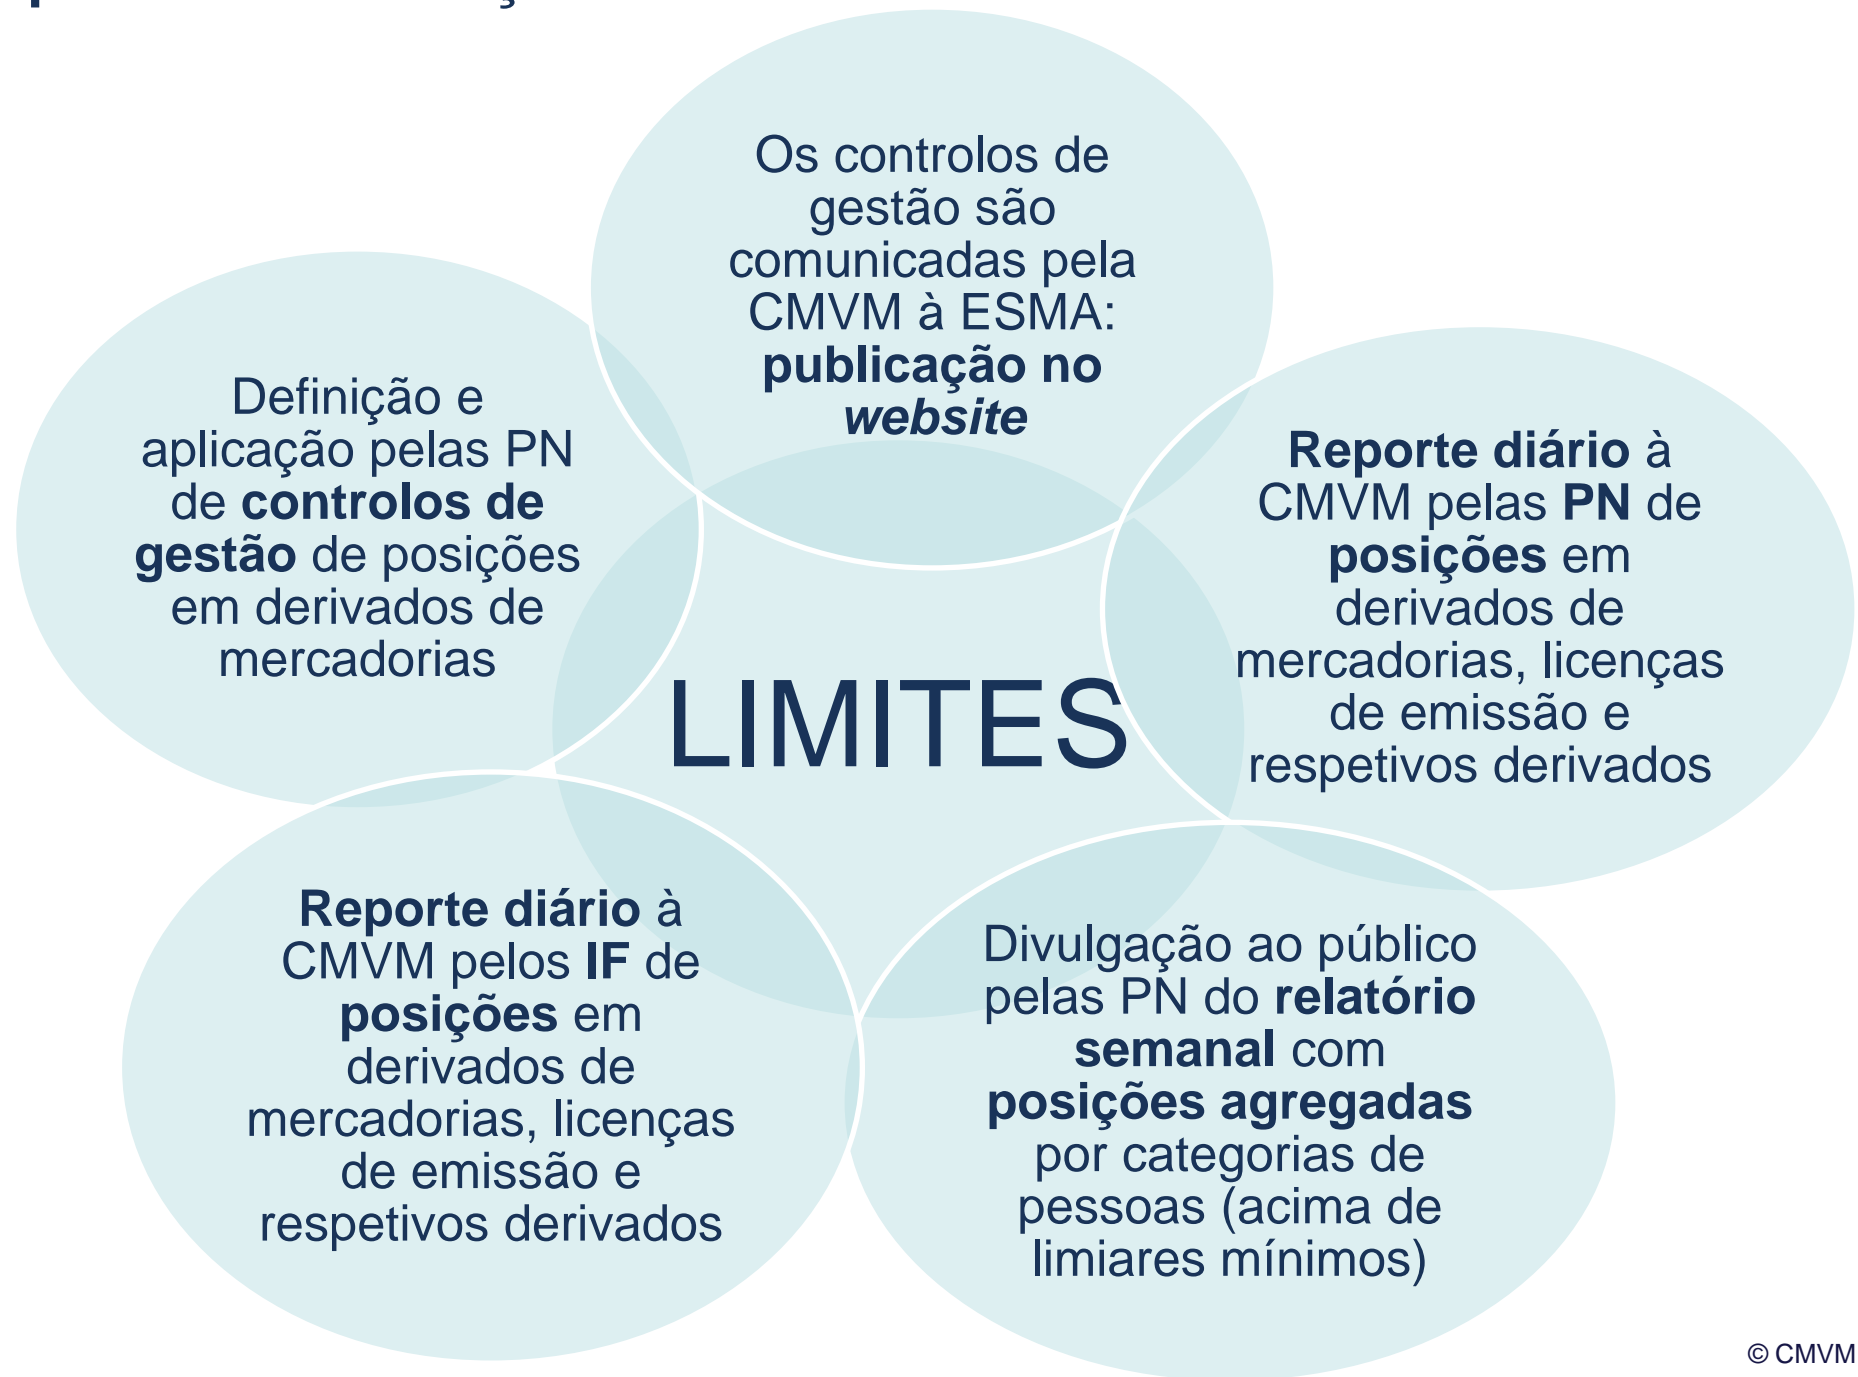 Os controlos de
gestão são
comunicadas pela
CMVM à ESMA:
publicação no
website
Definição e
aplicação pelas PN
de controlos de
gestão de posições
em derivados de
mercadorias
Reporte diário à
CMVM pelas PN de
posições em
derivados de
mercadorias, licenças
de emissão e
respetivos derivados
LIMITES
Reporte diário à
CMVM pelos IF de
posições em
derivados de
mercadorias, licenças
de emissão e
respetivos derivados
Divulgação ao público
pelas PN do relatório
semanal com
posições agregadas
por categorias de
pessoas (acima de
limiares mínimos)
© CMVM